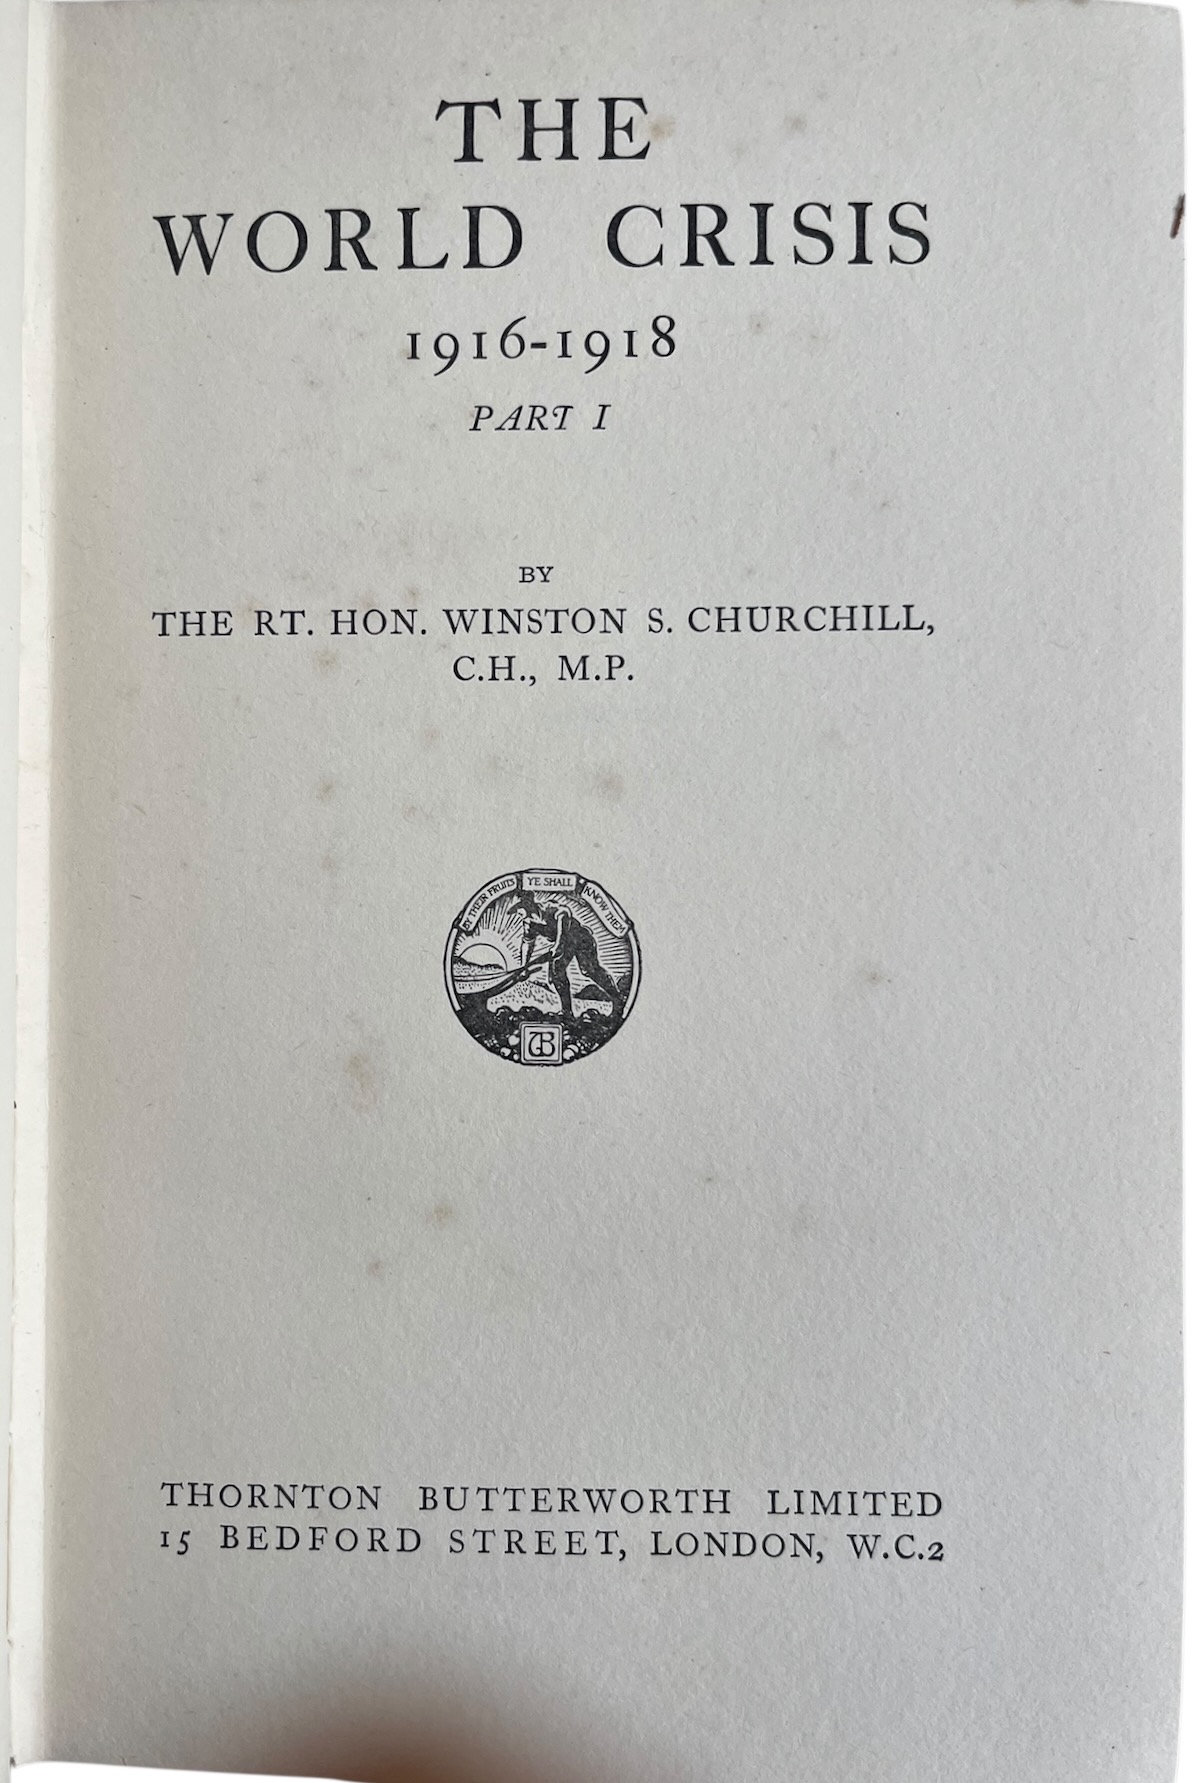 THE
WORLD CRISIS
1916-1918
PART I
BY
THE RT. HON. WINSTON S. CHURCHILL,
C.H., M.P.
BY THEIR FRUITS YE SHALL KNOW THEM
TB
THORNTON BUTTERWORTH LIMITED
15 BEDFORD STREET, LONDON, W.C.2